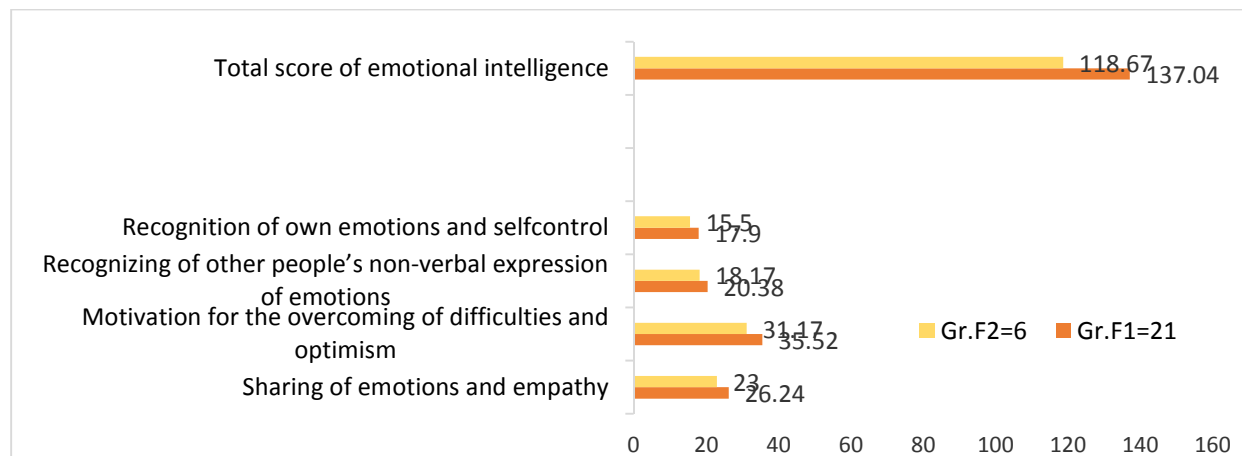 Total score of emotional intelligence
118.67
137.04
Recognition of own emotions and selfcontrol
15.5
17.9
Recognizing of other people’s non-verbal expression
of emotions
18.17
20.38
Motivation for the overcoming of difficulties and
optimism
31.17
35.52
Gr.F2=6 Gr.F1=21
Sharing of emotions and empathy
23
26.24
0 20 40 60 80 100 120 140 160